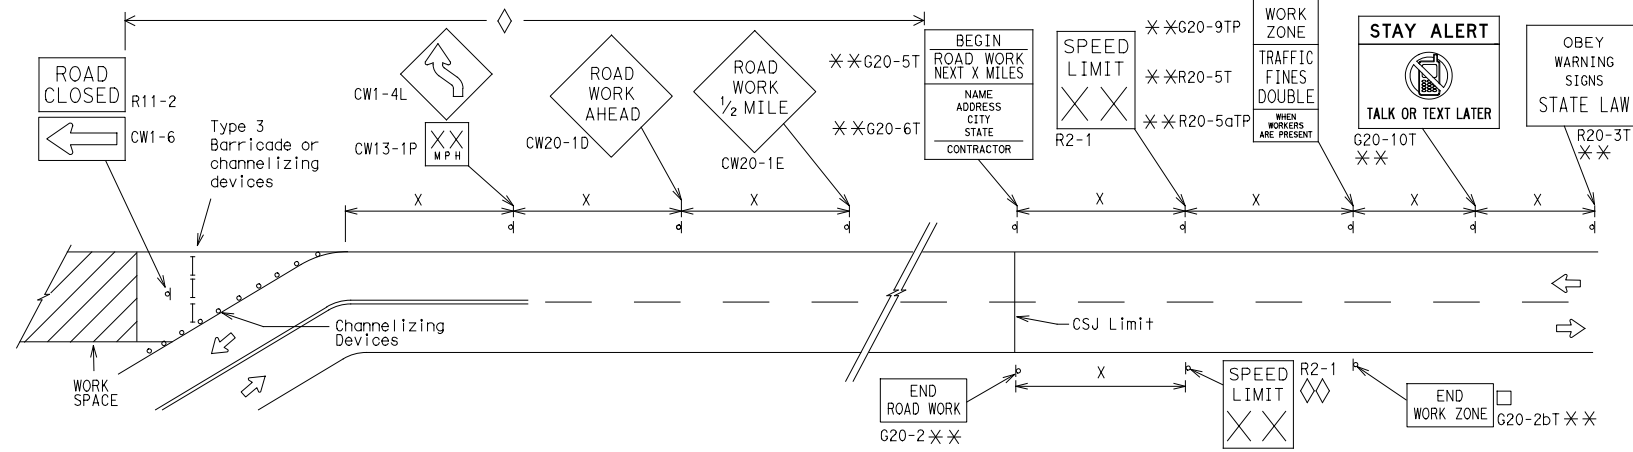 ROAD
CLOSED
R11-2
CW1-6
Type 3
Barricade or
channelizing
devices
CW1-4L
XX
MPH
CW13-1P
ROAD
WORK
AHEAD
CW20-1D
ROAD
WORK
1/2 MILE
CW20-1E
**G20-5T
**G20-6T
BEGIN
ROAD WORK
NEXT X MILES
NAME
ADDRESS
CITY
STATE
CONTRACTOR
SPEED
LIMIT
XX
R2-1
**G20-9TP
**R20-5T
**R20-5aTP
WORK
ZONE
TRAFFIC
FINES
DOUBLE
WHEN
WORKERS
ARE PRESENT
STAY ALERT
TALK OR TEXT LATER
G20-10T
**
OBEY
WARNING
SIGNS
STATE LAW
R20-3T
**
X X X X X X X
Channelizing
Devices
CSJ Limit
WORK
SPACE
END
ROAD WORK
G20-2**
X
SPEED
LIMIT
XX
R2-1
END
WORK ZONE
G20-2bT**